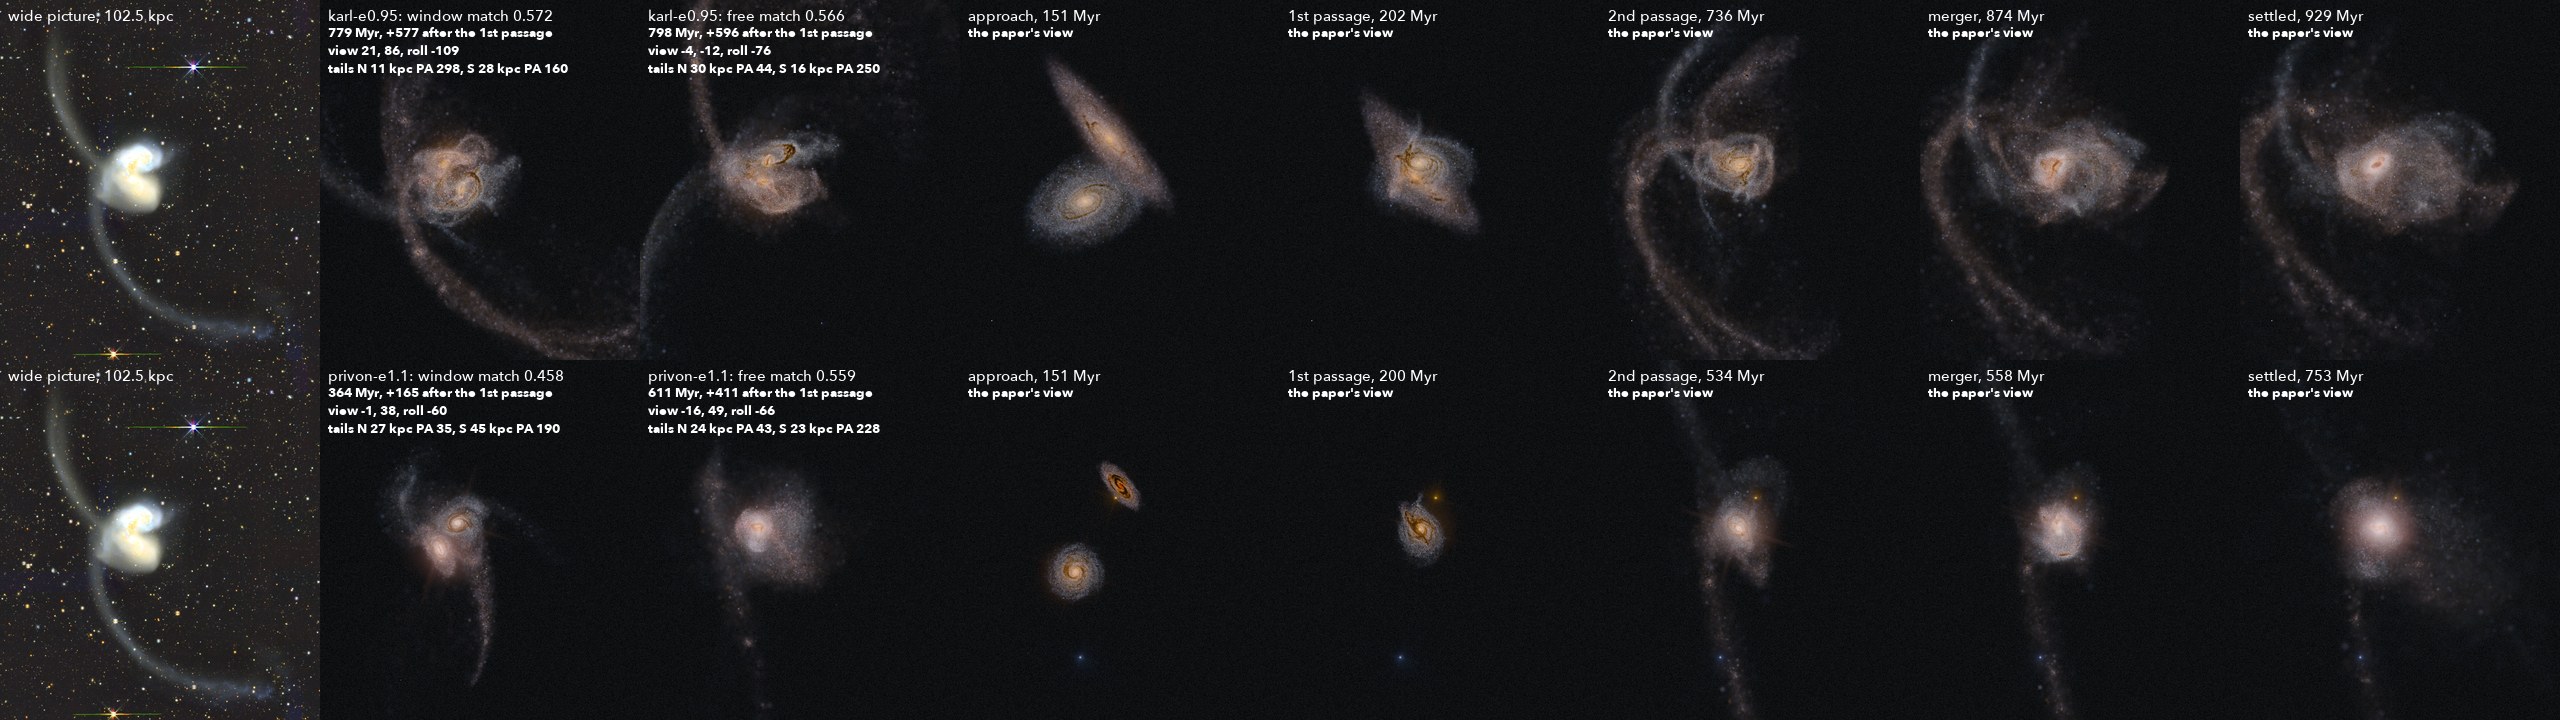 wide picture, 102.5 kpc
karl-e0.95: window match 0.572
779 Myr, +577 after the 1st passage
view 21, 86, roll -109
tails N 11 kpc PA 298, S 28 kpc PA 160
karl-e0.95: free match 0.566
798 Myr, +596 after the 1st passage
view -4, -12, roll -76
tails N 30 kpc PA 44, S 16 kpc PA 250
approach, 151 Myr
the paper's view
1st passage, 202 Myr
the paper's view
2nd passage, 736 Myr
the paper's view
merger, 874 Myr
the paper's view
settled, 929 Myr
the paper's view
wide picture, 102.5 kpc
privon-e1.1: window match 0.458
364 Myr, +165 after the 1st passage
view -1, 38, roll -60
tails N 27 kpc PA 35, S 45 kpc PA 190
privon-e1.1: free match 0.559
611 Myr, +411 after the 1st passage
view -16, 49, roll -66
tails N 24 kpc PA 43, S 23 kpc PA 228
approach, 151 Myr
the paper's view
1st passage, 200 Myr
the paper's view
2nd passage, 534 Myr
the paper's view
merger, 558 Myr
the paper's view
settled, 753 Myr
the paper's view